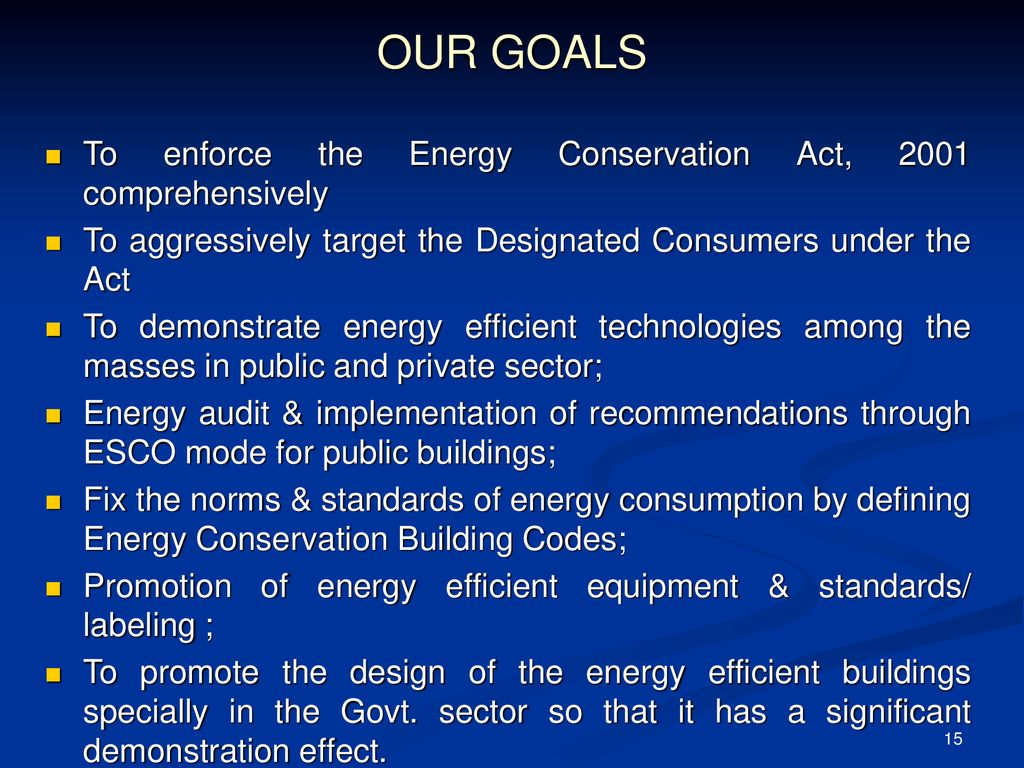 OUR GOALS
To enforce the Energy Conservation Act, 2001
comprehensively
To aggressively target the Designated Consumers under the
Act
To demonstrate energy efficient technologies among the
masses in public and private sector;
Energy audit & implementation of recommendations through
ESCO mode for public buildings;
Fix the norms & standards of energy consumption by defining
Energy Conservation Building Codes;
Promotion of energy efficient equipment & standards/
labeling ;
To promote the design of the energy efficient buildings
specially in the Govt. sector so that it has a significant
demonstration effect.
15